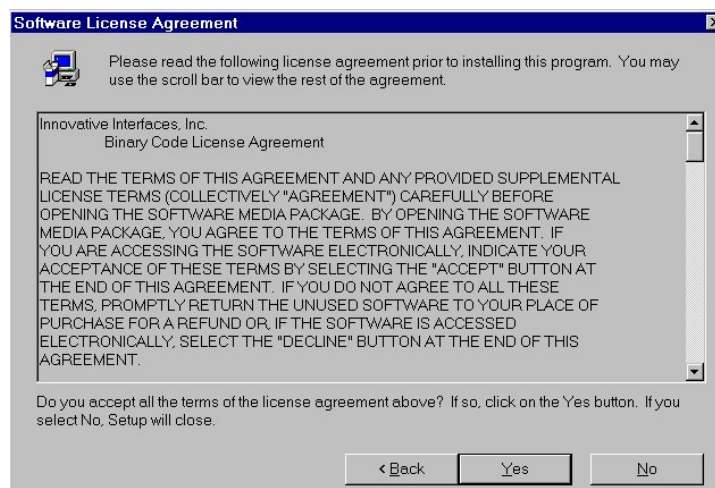 Software License Agreement
Please read the following license agreement prior to installing this program. You may
use the scroll bar to view the rest of the agreement.
Innovative Interfaces, Inc.
Binary Code License Agreement
READ THE TERMS OF THIS AGREEMENT AND ANY PROVIDED SUPPLEMENTAL
LICENSE TERMS (COLLECTIVELY "AGREEMENT") CAREFULLY BEFORE
OPENING THE SOFTWARE MEDIA PACKAGE. BY OPENING THE SOFTWARE
MEDIA PACKAGE, YOU AGREE TO THE TERMS OF THIS AGREEMENT. IF
YOU ARE ACCESSING THE SOFTWARE ELECTRONICALLY, INDICATE YOUR
ACCEPTANCE OF THESE TERMS BY SELECTING THE "ACCEPT" BUTTON AT
THE END OF THIS AGREEMENT. IF YOU DO NOT AGREE TO ALL THESE
TERMS, PROMPTLY RETURN THE UNUSED SOFTWARE TO YOUR PLACE OF
PURCHASE FOR A REFUND OR, IF THE SOFTWARE IS ACCESSED
ELECTRONICALLY, SELECT THE "DECLINE" BUTTON AT THE END OF THIS
AGREEMENT.
Do you accept all the terms of the license agreement above? If so, click on the Yes button. If you
select No, Setup will close.
< Back Yes No